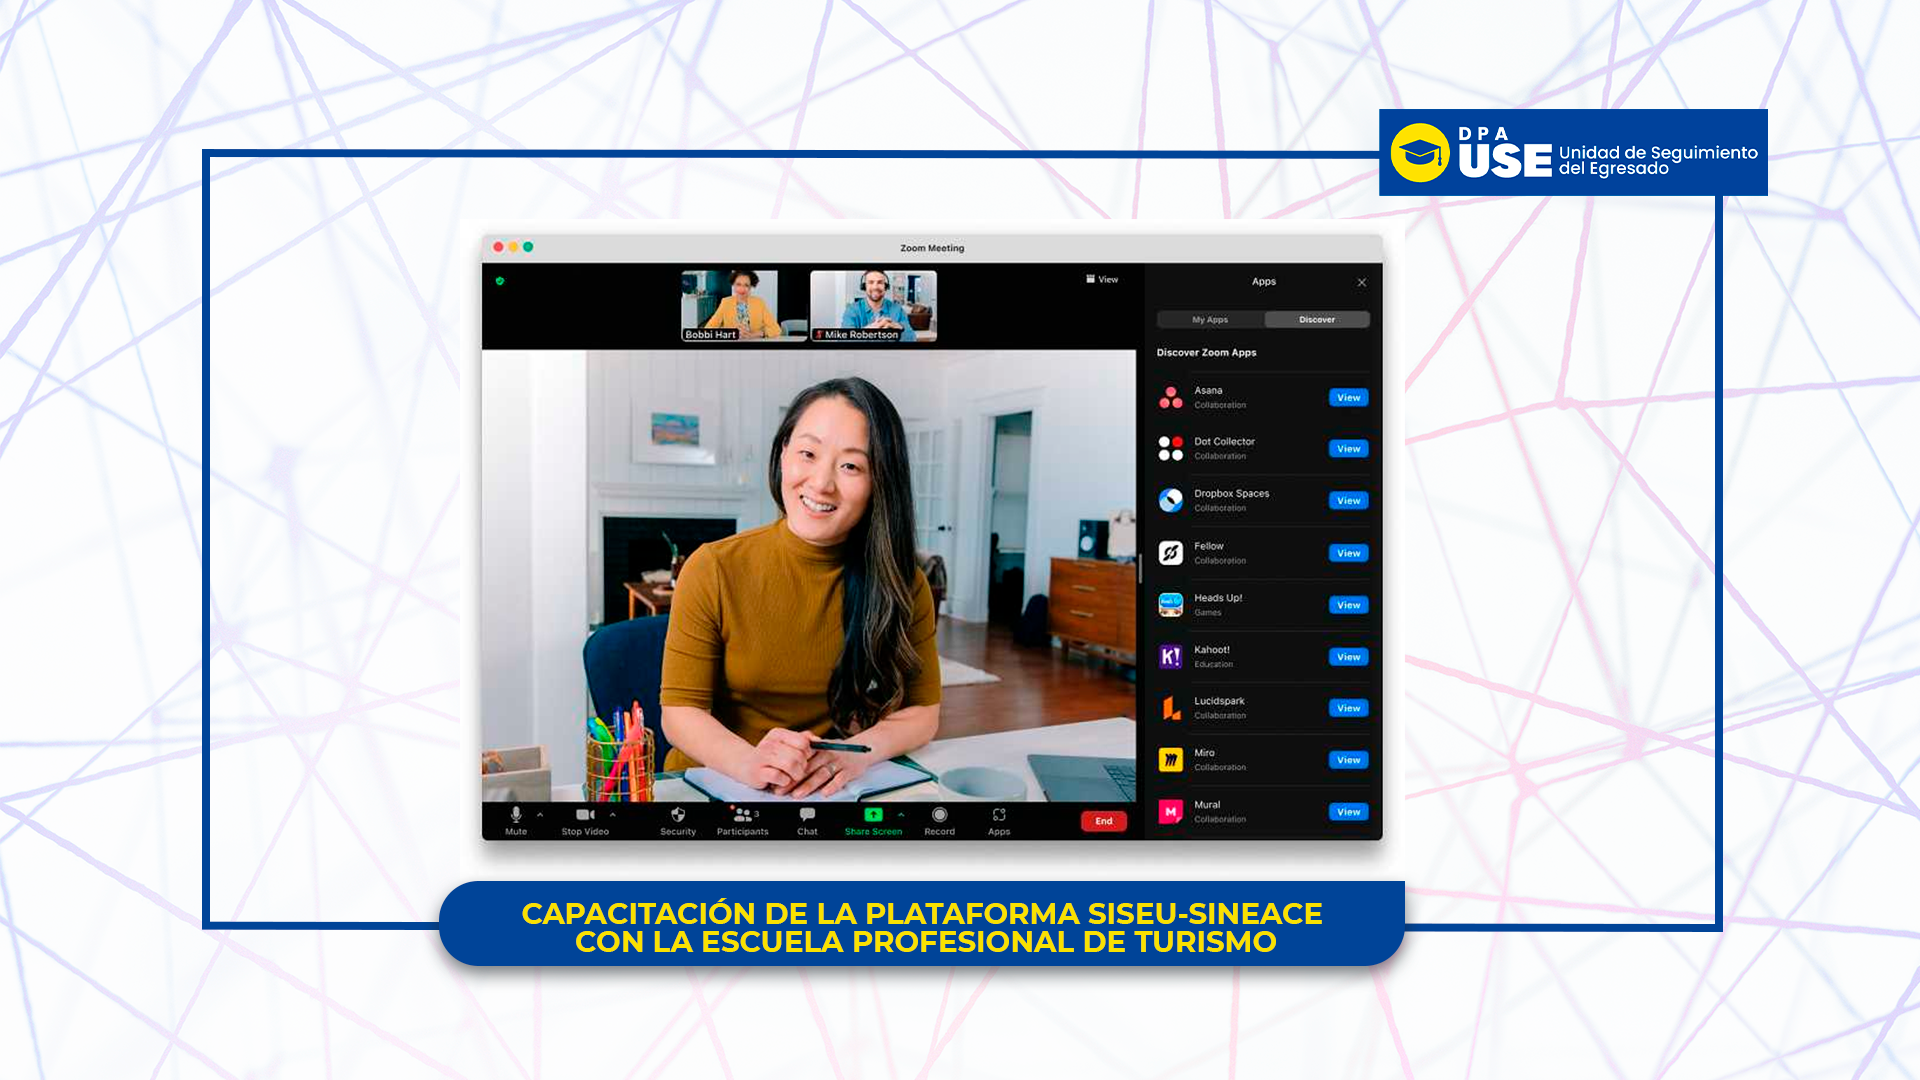 DPA
USE Unidad de Seguimiento
del Egresado
Zoom Meeting
Bobbi Hart
Mike Robertson
View
Apps
My Apps
Discover
Discover Zoom Apps
Asana
Collaboration
View
Dot Collector
Collaboration
View
Dropbox Spaces
Collaboration
View
Fellow
Collaboration
View
Heads Up!
Games
View
Kahoot!
Education
View
Lucidspark
Collaboration
View
Miro
Collaboration
View
Mural
Collaboration
View
Mute
Stop Video
Security
3
Participants
Chat
Share Screen
Record
Apps
End
CAPACITACIÓN DE LA PLATAFORMA SISEU-SINEACE
CON LA ESCUELA PROFESIONAL DE TURISMO